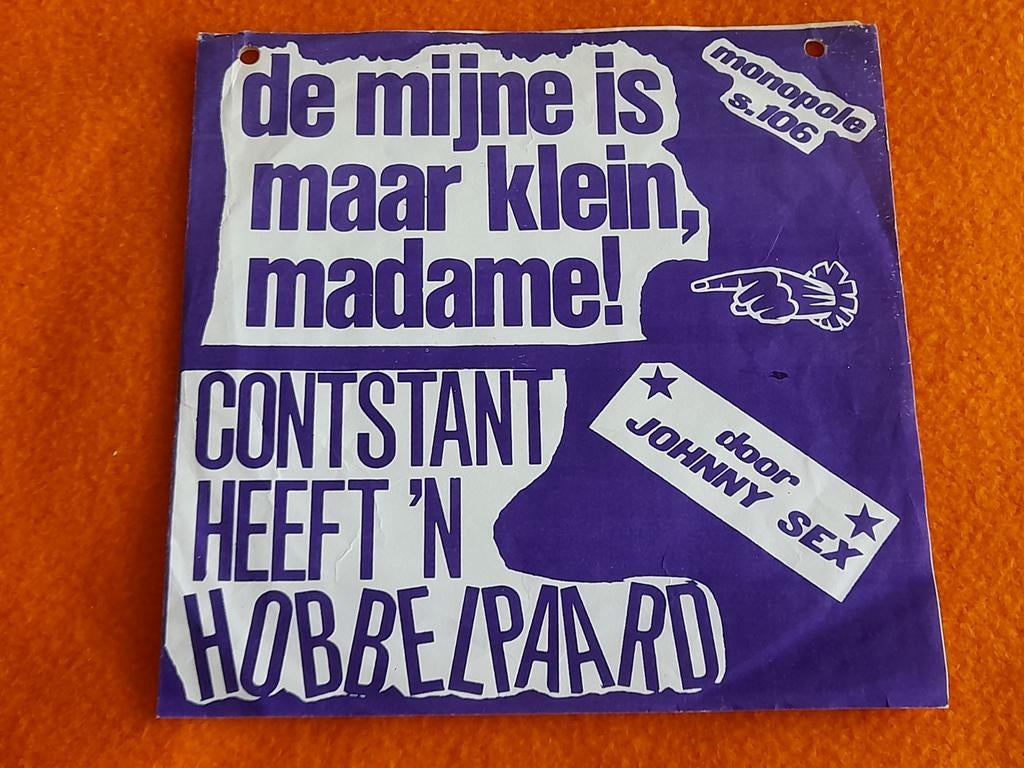 de mijne is
maar klein,
madame!
monopole
s.106
CONTSTANT
HEEFT 'N
HOBBELPAARD
door
JOHNNY SEX